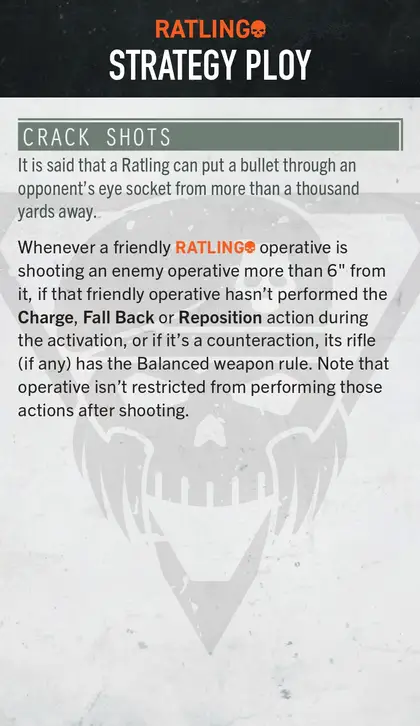 RATLING
STRATEGY PLOY
CRACK SHOTS
It is said that a Ratling can put a bullet through an
opponent’s eye socket from more than a thousand
yards away.
Whenever a friendly RATLING operative is
shooting an enemy operative more than 6" from
it, if that friendly operative hasn’t performed the
Charge, Fall Back or Reposition action during
the activation, or if it’s a counteraction, its rifle
(if any) has the Balanced weapon rule. Note that
operative isn’t restricted from performing those
actions after shooting.